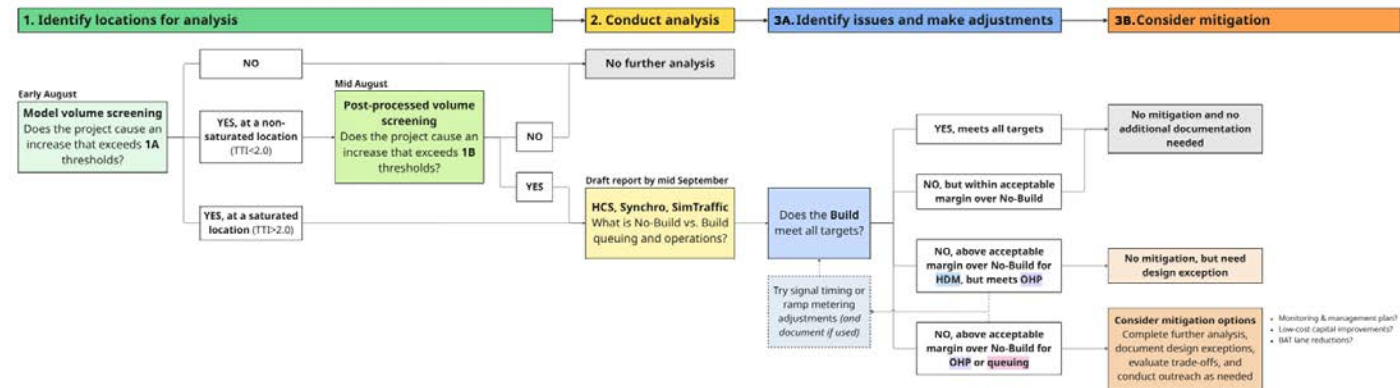 1. Identify locations for analysis
2. Conduct analysis
3A. Identify issues and make adjustments
3B. Consider mitigation
Early August
Model volume screening
Does the project cause an
increase that exceeds 1A
thresholds?
NO
YES, at a non-
saturated location
(TTI<2.0)
YES, at a saturated
location (TTI>2.0)
Mid August
Post-processed volume
screening
Does the project cause an
increase that exceeds 1B
thresholds?
NO
YES
No further analysis
Draft report by mid September
HCS, Synchro, SimTraffic
What is No-Build vs. Build
queuing and operations?
Does the Build
meet all targets?
Try signal timing or
ramp metering
adjustments (and
document if used)
YES, meets all targets
NO, but within acceptable
margin over No-Build
NO, above acceptable
margin over No-Build for
HDM, but meets OHP
NO, above acceptable
margin over No-Build for
OHP or queuing
No mitigation and no
additional documentation
needed
No mitigation, but need
design exception
Consider mitigation options
Complete further analysis,
document design exceptions,
evaluate trade-offs, and
conduct outreach as needed
• Monitoring & management plan?
• Low-cost capital improvements?
• BAT lane reductions?